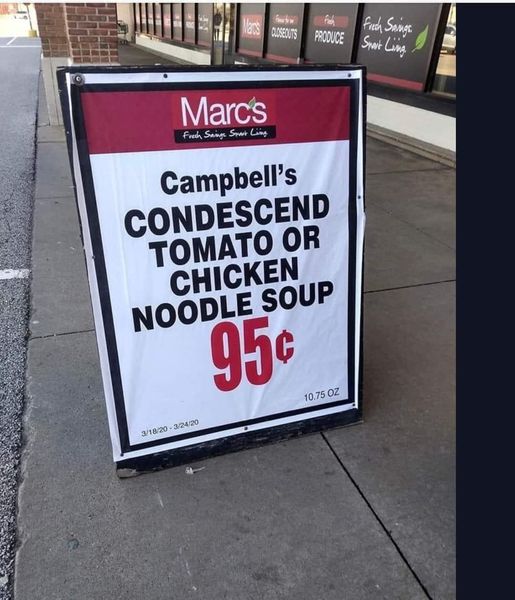 Marc's
CLOSEOUTS
Fresh
PRODUCE
Fresh Savings
Smart Living
Marc's
Fresh Savings Smart Living
Campbell's
CONDESCEND
TOMATO OR
CHICKEN
NOODLE SOUP
95¢
10.75 OZ
3/18/20 - 3/24/20